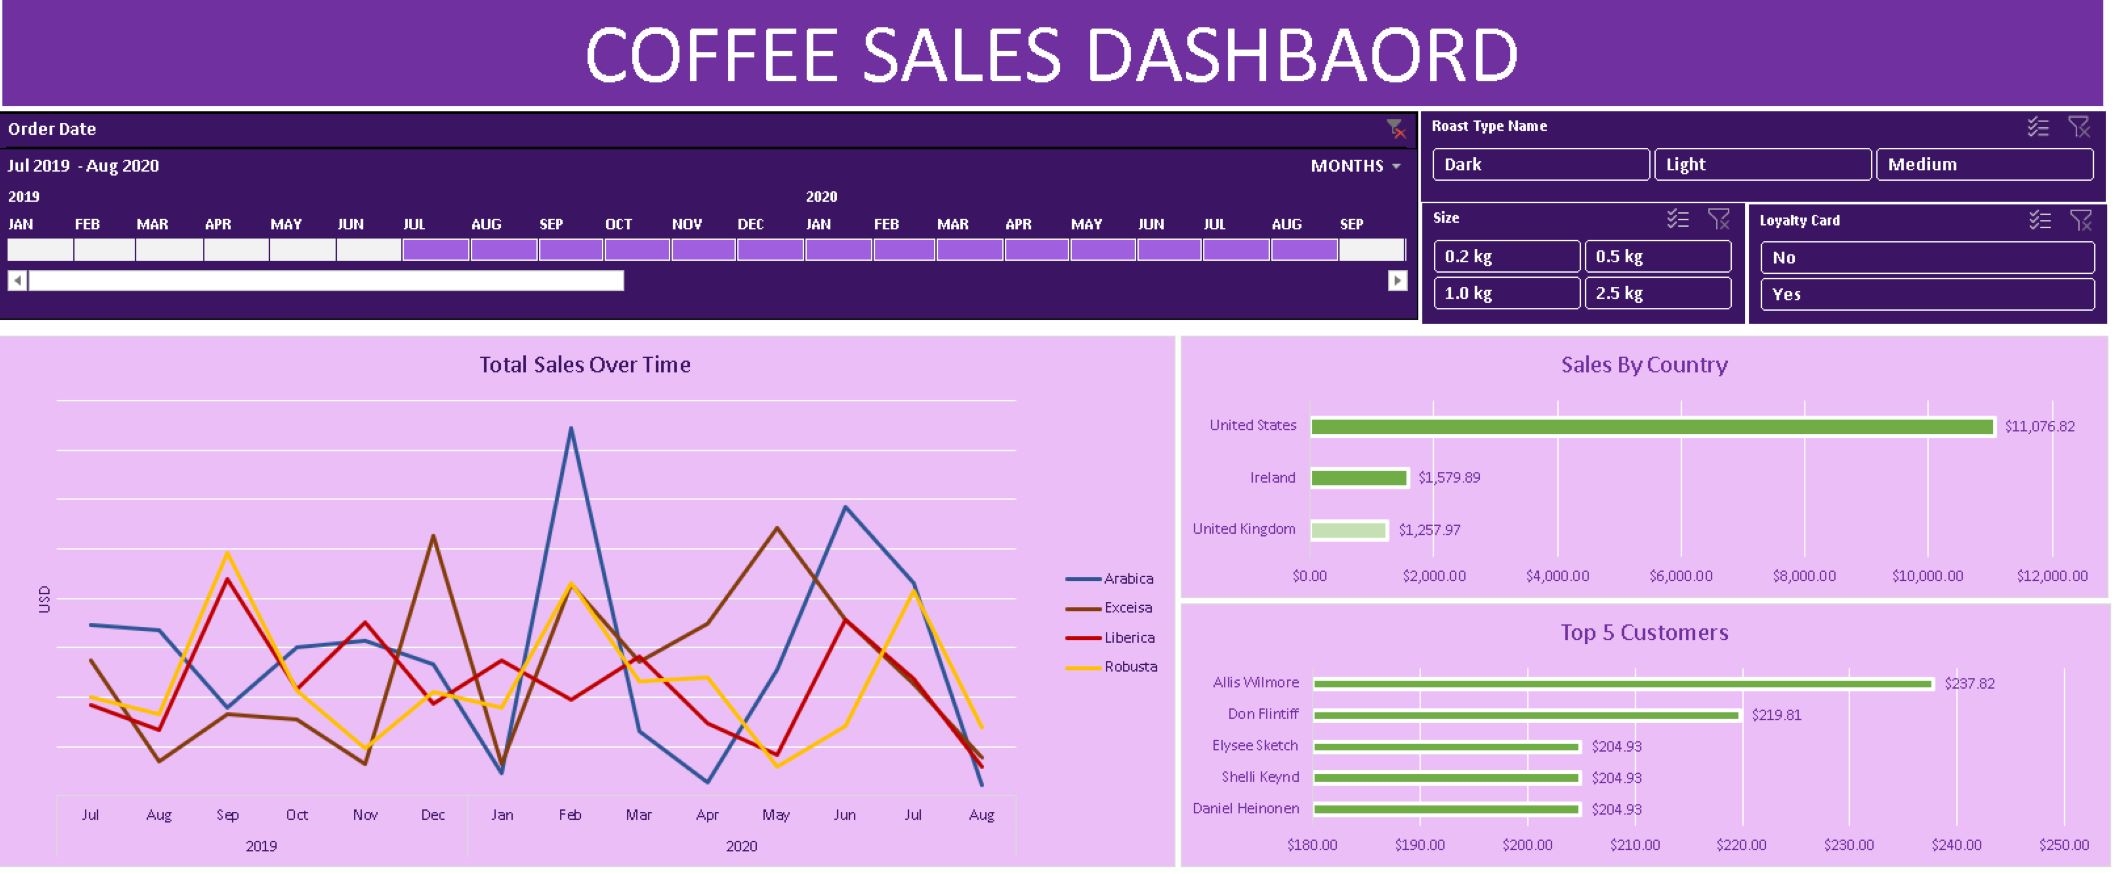 COFFEE SALES DASHBAORD
Order Date
Jul 2019 - Aug 2020
MONTHS
2019 2020
JAN FEB MAR APR MAY JUN JUL AUG SEP OCT NOV DEC JAN FEB MAR APR MAY JUN JUL AUG SEP
Roast Type Name
Dark Light Medium
Size
0.2 kg 0.5 kg
1.0 kg 2.5 kg
Loyalty Card
No
Yes
Total Sales Over Time
USD
Arabica
Exceisa
Liberica
Robusta
Jul Aug Sep Oct Nov Dec Jan Feb Mar Apr May Jun Jul Aug
2019 2020
Sales By Country
United States $11,076.82
Ireland $1,579.89
United Kingdom $1,257.97
$0.00 $2,000.00 $4,000.00 $6,000.00 $8,000.00 $10,000.00 $12,000.00
Top 5 Customers
Allis Wilmore $237.82
Don Flintiff $219.81
Elysee Sketch $204.93
Shelli Keynd $204.93
Daniel Heinonen $204.93
$180.00 $190.00 $200.00 $210.00 $220.00 $230.00 $240.00 $250.00